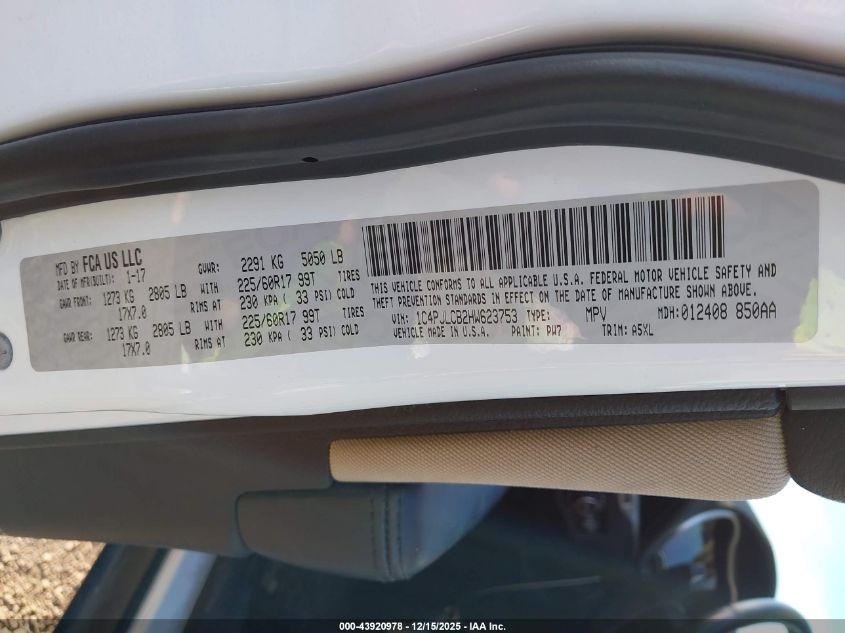 MFD BY FCA US LLC
DATE OF MFR(BUILT): 1-17
GVWR: 2291 KG 5050 LB
GAWR FRONT: 1273 KG 2805 LB WITH 225/60R17 99T TIRES
17X7.0 RIMS AT 230 KPA ( 33 PSI) COLD
GAWR REAR: 1273 KG 2805 LB WITH 225/60R17 99T TIRES
17X7.0 RIMS AT 230 KPA ( 33 PSI) COLD
THIS VEHICLE CONFORMS TO ALL APPLICABLE U.S.A. FEDERAL MOTOR VEHICLE SAFETY AND
THEFT PREVENTION STANDARDS IN EFFECT ON THE DATE OF MANUFACTURE SHOWN ABOVE.
VIN: 1C4PJLCB2HW623753 TYPE: MPV MDH: 012408 850AA
VEHICLE MADE IN U.S.A. PAINT: PW7 TRIM: A5XL
000-43920978 - 12/15/2025 - IAA Inc.